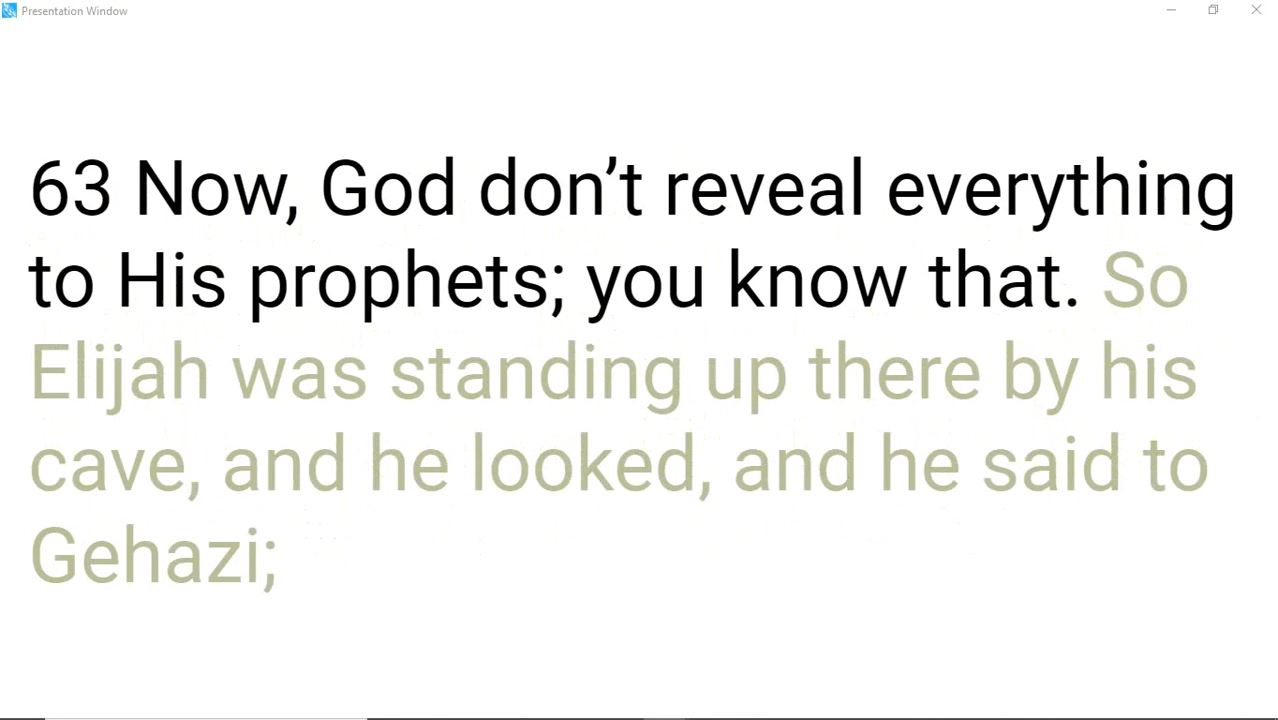 Presentation Window
63 Now, God don’t reveal everything
to His prophets; you know that. So
Elijah was standing up there by his
cave, and he looked, and he said to
Gehazi;